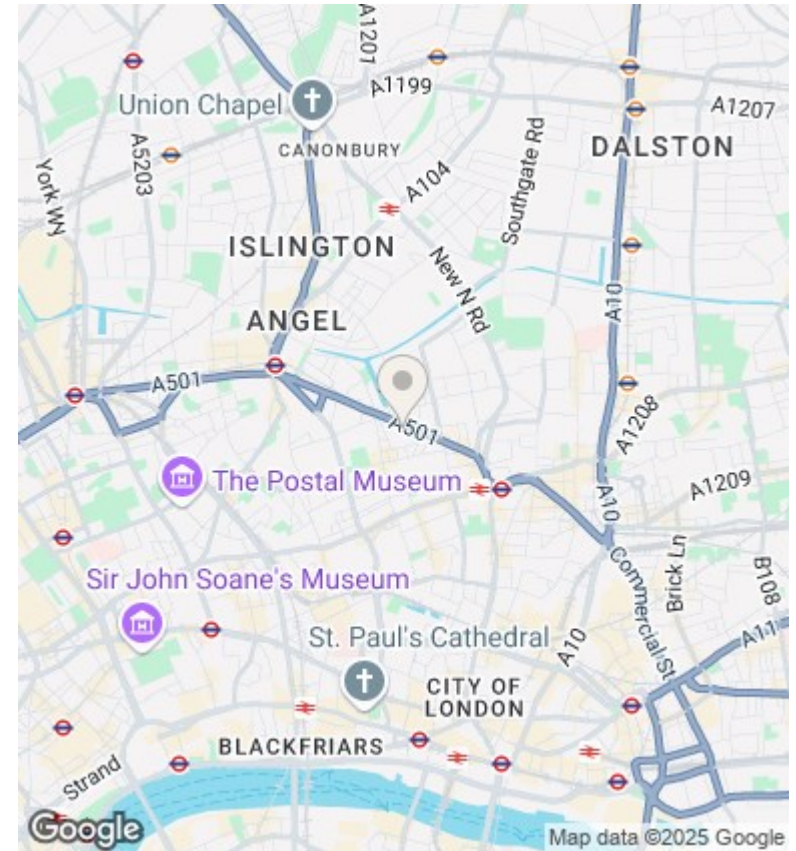 A1201
A1199
Union Chapel
A1207
CANONBURY
DALSTON
A5203
A104
Southgate Rd
York WN
ISLINGTON
New N Rd
A10
ANGEL
A501
A501
A1208
The Postal Museum
A10
A1209
Commercial St
Brick Ln
B108
Sir John Soane's Museum
A10
A11
St. Paul's Cathedral
CITY OF
LONDON
BLACKFRIARS
Strand
Google
Map data ©2025 Google